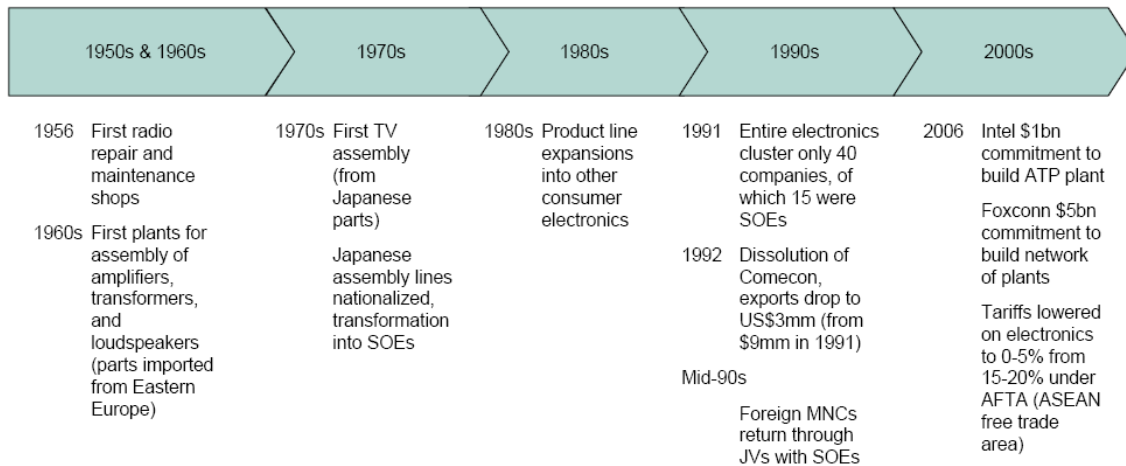 1950s & 1960s
1970s
1980s
1990s
2000s
1956 First radio
repair and
maintenance
shops
1960s First plants for
assembly of
amplifiers,
transformers,
and
loudspeakers
(parts imported
from Eastern
Europe)
1970s First TV
assembly
(from
Japanese
parts)
Japanese
assembly lines
nationalized,
transformation
into SOEs
1980s Product line
expansions
into other
consumer
electronics
1991 Entire electronics
cluster only 40
companies, of
which 15 were
SOEs
1992 Dissolution of
Comecon,
exports drop to
US$3mm (from
$9mm in 1991)
Mid-90s
Foreign MNCs
return through
JVs with SOEs
2006 Intel $1bn
commitment to
build ATP plant
Foxconn $5bn
commitment to
build network
of plants
Tariffs lowered
on electronics
to 0-5% from
15-20% under
AFTA (ASEAN
free trade
area)